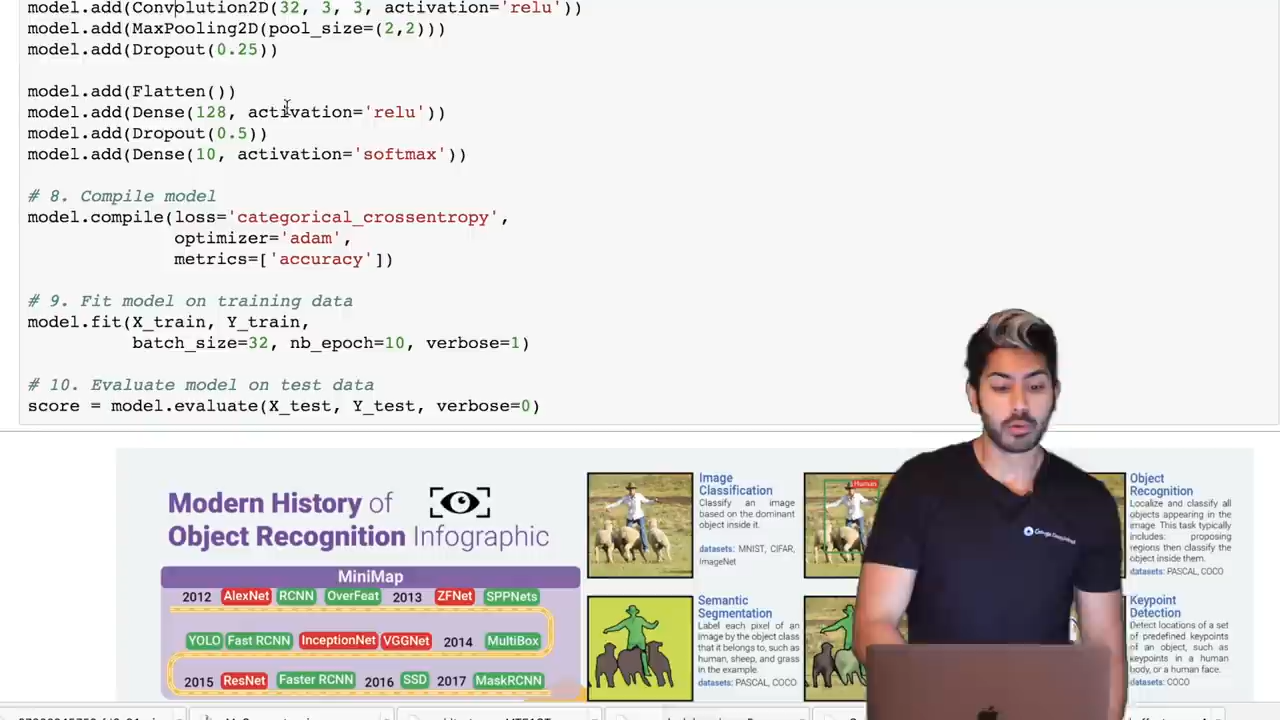 model.add(Convolution2D(32, 3, 3, activation='relu'))
model.add(MaxPooling2D(pool_size=(2,2)))
model.add(Dropout(0.25))
model.add(Flatten())
model.add(Dense(128, activation='relu'))
model.add(Dropout(0.5))
model.add(Dense(10, activation='softmax'))
# 8. Compile model
model.compile(loss='categorical_crossentropy',
optimizer='adam',
metrics=['accuracy'])
# 9. Fit model on training data
model.fit(X_train, Y_train,
batch_size=32, nb_epoch=10, verbose=1)
# 10. Evaluate model on test data
score = model.evaluate(X_test, Y_test, verbose=0)
Modern History of
Object Recognition Infographic
MiniMap
2012 AlexNet RCNN OverFeat 2013 ZFNet SPPNets
YOLO Fast RCNN InceptionNet VGGNet 2014 MultiBox
2015 ResNet Faster RCNN 2016 SSD 2017 MaskRCNN
Image
Classification
Classify an image
based on the dominant
object inside it.
datasets: MNIST, CIFAR,
ImageNet
Human
Object
Recognition
Localize and classify all
objects appearing in the
image. This task typically
includes: proposing
regions then classify the
object inside them.
datasets: PASCAL, COCO
Semantic
Segmentation
Label each pixel of an
image by the object class
that it belongs to, such as
human, sheep, and grass
in the example.
datasets: PASCAL, COCO
Keypoint
Detection
Detect locations of a set
of predefined keypoints
of an object, such as
keypoints in a human
body, or a human face.
datasets: COCO